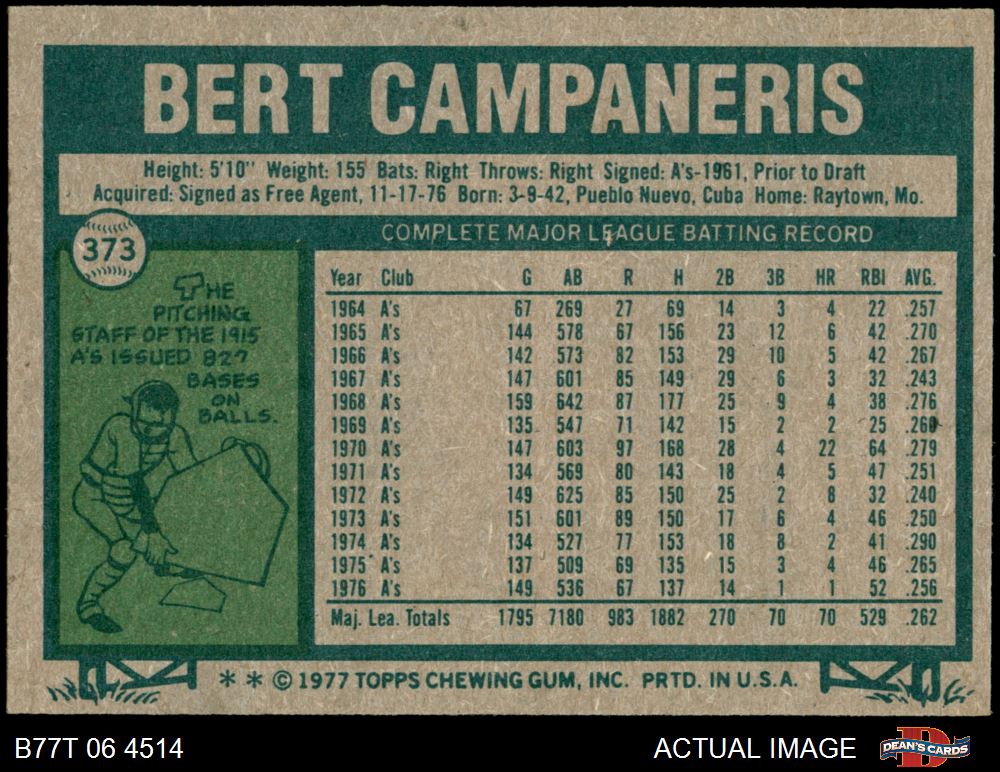 BERT CAMPANERIS
Height: 5'10" Weight: 155 Bats: Right Throws: Right Signed: A's-1961, Prior to Draft
Acquired: Signed as Free Agent, 11-17-76 Born: 3-9-42, Pueblo Nuevo, Cuba Home: Raytown, Mo.
373
THE
PITCHING
STAFF OF THE 1915
A'S ISSUED 827
BASES
ON
BALLS.
COMPLETE MAJOR LEAGUE BATTING RECORD
Year Club G AB R H 2B 3B HR RBI AVG.
1964 A's 67 269 27 69 14 3 4 22 .257
1965 A's 144 578 67 156 23 12 6 42 .270
1966 A's 142 573 82 153 29 10 5 42 .267
1967 A's 147 601 85 149 29 6 3 32 .243
1968 A's 159 642 87 177 25 9 4 38 .276
1969 A's 135 547 71 142 15 2 2 25 .260
1970 A's 147 603 97 168 28 4 22 64 .279
1971 A's 134 569 80 143 18 4 5 47 .251
1972 A's 149 625 85 150 25 2 8 32 .240
1973 A's 151 601 89 150 17 6 4 46 .250
1974 A's 134 527 77 153 18 8 2 41 .290
1975 A's 137 509 69 135 15 3 4 46 .265
1976 A's 149 536 67 137 14 1 1 52 .256
Maj. Lea. Totals 1795 7180 983 1882 270 70 70 529 .262
* * © 1977 TOPPS CHEWING GUM, INC. PRTD. IN U.S.A.
B77T 06 4514 ACTUAL IMAGE DEAN'S CARDS